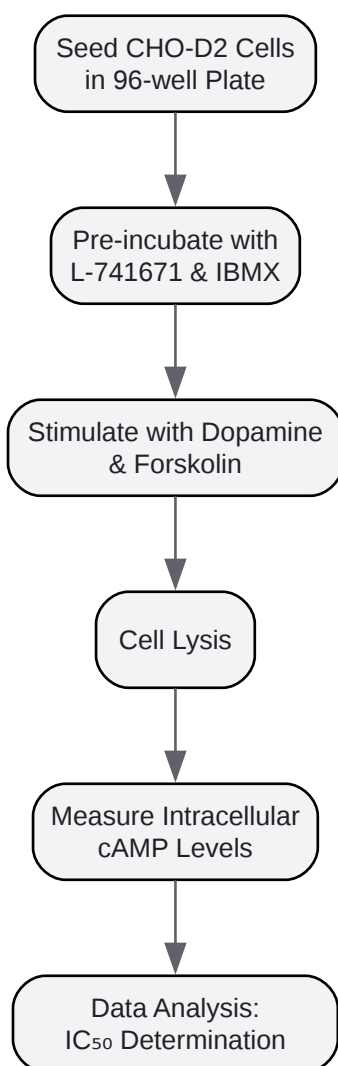 Seed CHO-D2 Cells
in 96-well Plate
Pre-incubate with
L-741671 & IBMX
Stimulate with Dopamine
& Forskolin
Cell Lysis
Measure Intracellular
cAMP Levels
Data Analysis:
IC₅₀ Determination